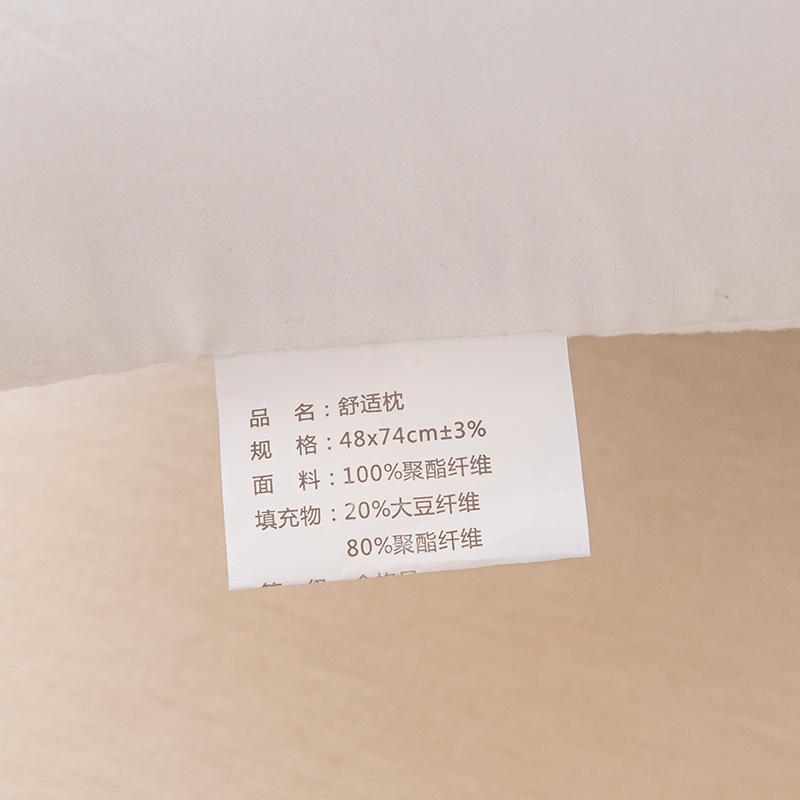 品 名：舒适枕
规 格：48x74cm±3%
面 料：100%聚酯纤维
填充物：20%大豆纤维
80%聚酯纤维